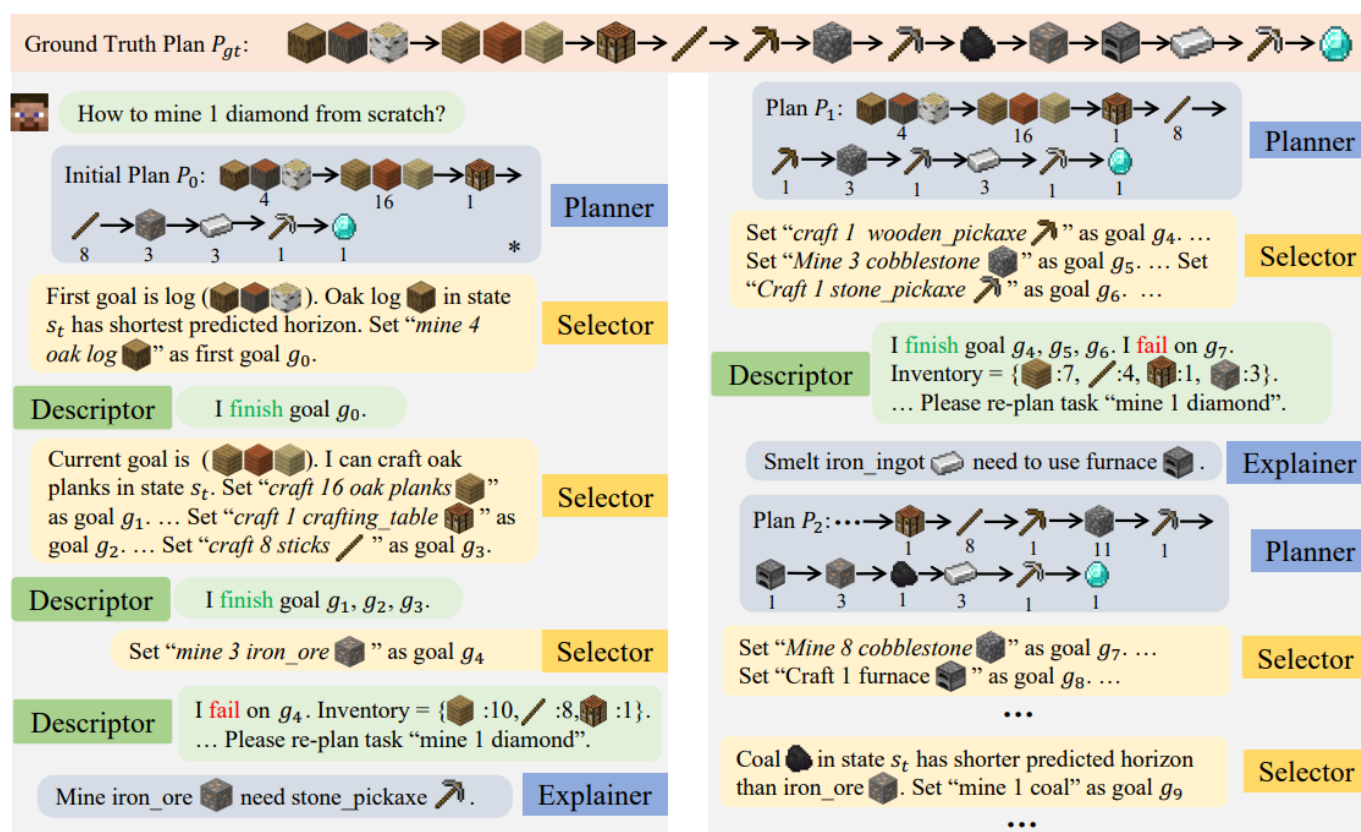 Ground Truth Plan P_gt:
How to mine 1 diamond from scratch?
Initial Plan P_0:
4 16 1
8 3 3 1 1 *
Planner
First goal is log ( ). Oak log in state
s_t has shortest predicted horizon. Set “mine 4
oak log ” as first goal g_0.
Selector
Descriptor
I finish goal g_0.
Current goal is ( ). I can craft oak
planks in state s_t. Set “craft 16 oak planks ”
as goal g_1. … Set “craft 1 crafting_table ” as
goal g_2. … Set “craft 8 sticks ” as goal g_3.
Selector
Descriptor
I finish goal g_1, g_2, g_3.
Set “mine 3 iron_ore ” as goal g_4
Selector
Descriptor
I fail on g_4. Inventory = { :10, :8, :1}.
… Please re-plan task “mine 1 diamond”.
Mine iron_ore need stone_pickaxe .
Explainer
Plan P_1:
4 16 1 8
1 3 1 3 1 1
Planner
Set “craft 1 wooden_pickaxe ” as goal g_4. …
Set “Mine 3 cobblestone ” as goal g_5. … Set
“Craft 1 stone_pickaxe ” as goal g_6. …
Selector
Descriptor
I finish goal g_4, g_5, g_6. I fail on g_7.
Inventory = { :7, :4, :1, :3}.
… Please re-plan task “mine 1 diamond”.
Smelt iron_ingot need to use furnace .
Explainer
Plan P_2: …
1 8 1 11 1
1 3 1 3 1 1
Planner
Set “Mine 8 cobblestone ” as goal g_7. …
Set “Craft 1 furnace ” as goal g_8. …
Selector
…
Coal in state s_t has shorter predicted horizon
than iron_ore . Set “mine 1 coal” as goal g_9
Selector
…